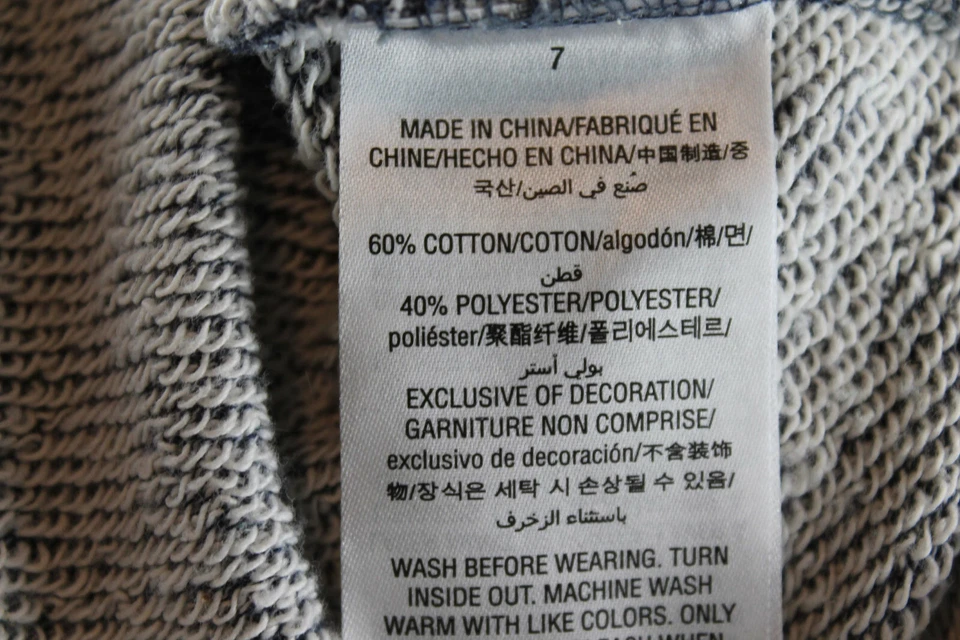 7
MADE IN CHINA/FABRIQUÉ EN
CHINE/HECHO EN CHINA/中国制造/중
국산/صُنع في الصين
60% COTTON/COTON/algodón/棉/면/
قطن
40% POLYESTER/POLYESTER/
poliéster/聚酯纤维/폴리에스테르/
بولي أستر
EXCLUSIVE OF DECORATION/
GARNITURE NON COMPRISE/
exclusivo de decoración/不含装饰
物/장식은 세탁 시 손상될 수 있음/
باستثناء الزخرف
WASH BEFORE WEARING. TURN
INSIDE OUT. MACHINE WASH
WARM WITH LIKE COLORS. ONLY
WHEN